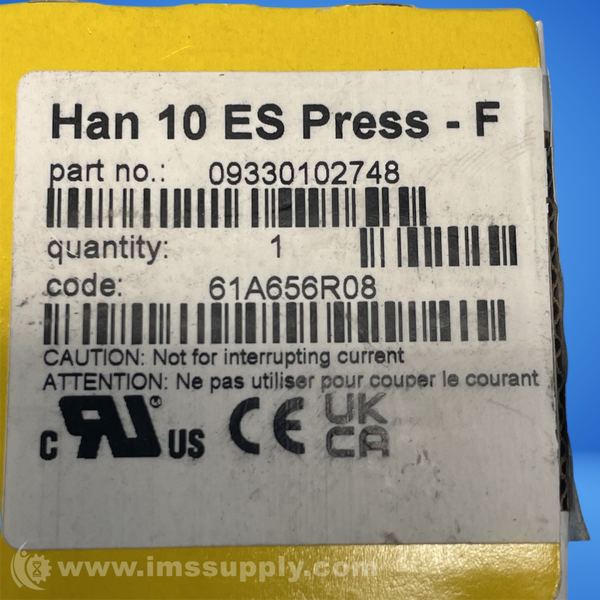 Han 10 ES Press - F
part no.: 09330102748
quantity: 1
code: 61A656R08
CAUTION: Not for interrupting current
ATTENTION: Ne pas utiliser pour couper le courant
C RU ® US CE UK CA
www.imssupply.com